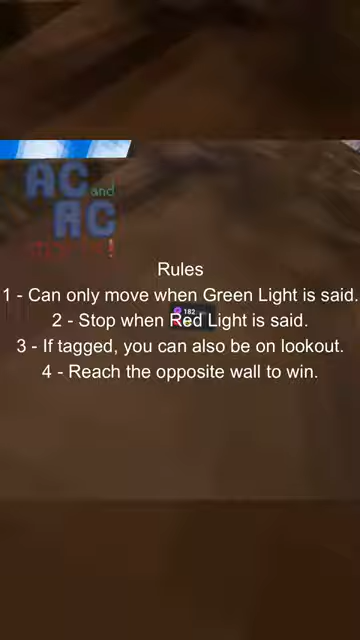 AC and
RC
Rules
1 - Can only move when Green Light is said.
182
2 - Stop when Red Light is said.
3 - If tagged, you can also be on lookout.
4 - Reach the opposite wall to win.